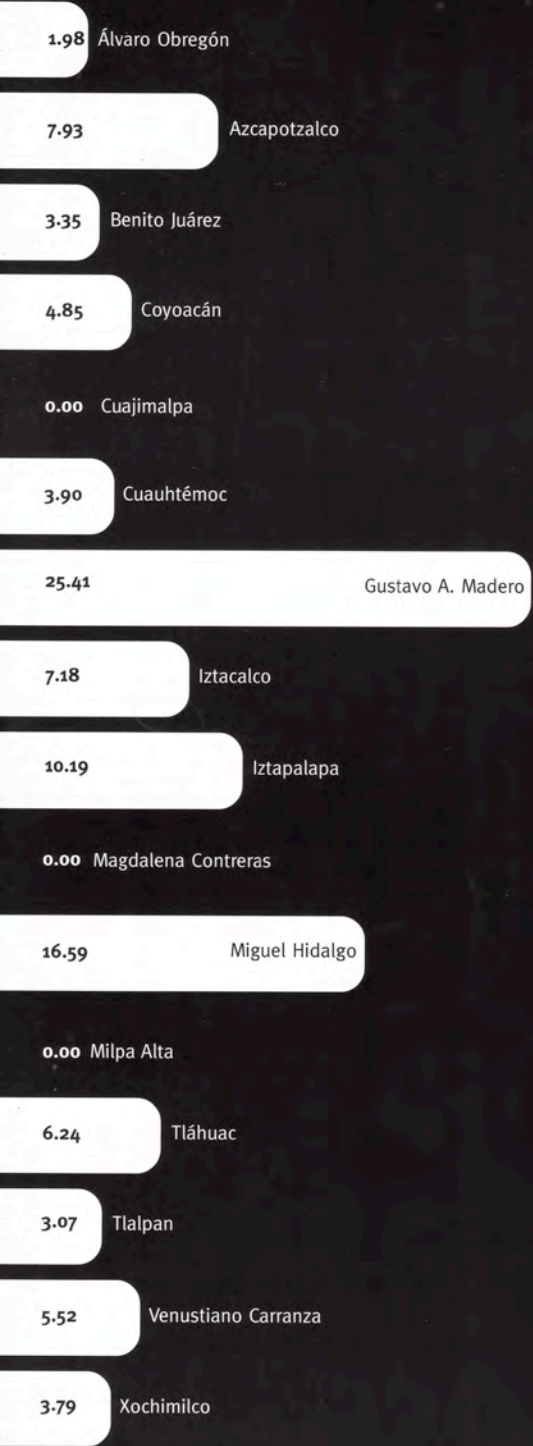 1.98 Álvaro Obregón
7.93 Azcapotzalco
3.35 Benito Juárez
4.85 Coyoacán
0.00 Cuajimalpa
3.90 Cuauhtémoc
25.41 Gustavo A. Madero
7.18 Iztacalco
10.19 Iztapalapa
0.00 Magdalena Contreras
16.59 Miguel Hidalgo
0.00 Milpa Alta
6.24 Tláhuac
3.07 Tlalpan
5.52 Venustiano Carranza
3.79 Xochimilco